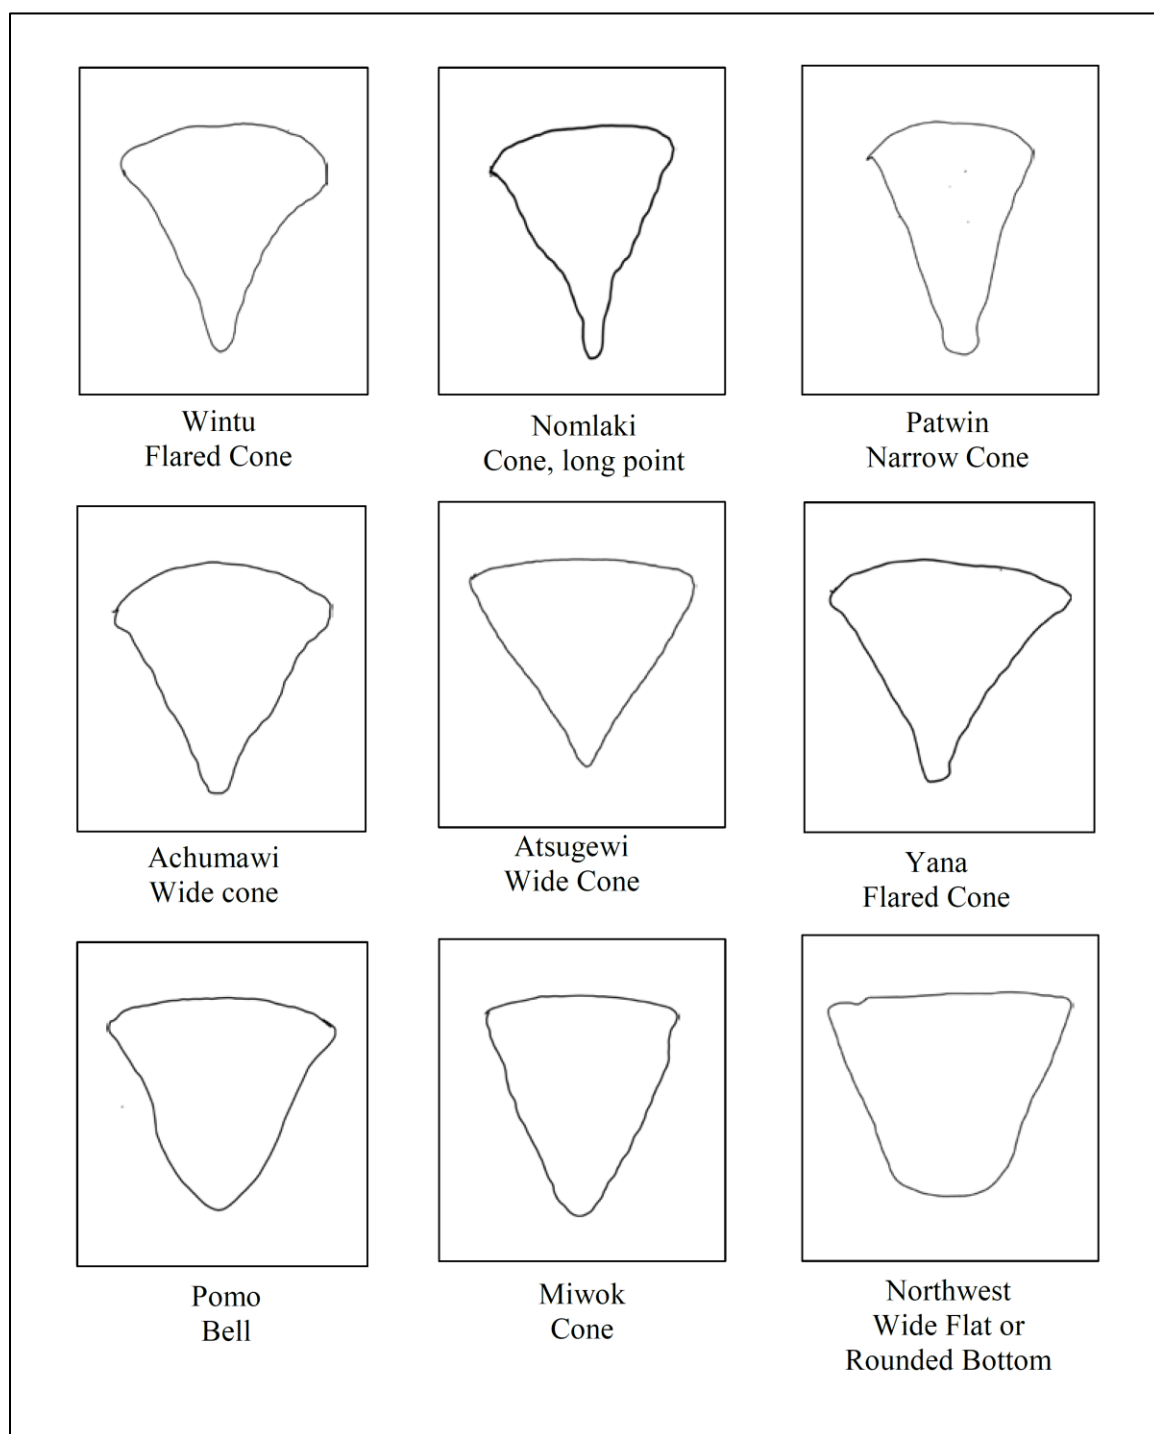 Wintu
Flared Cone
Nomlaki
Cone, long point
Patwin
Narrow Cone
Achumawi
Wide cone
Atsugewi
Wide Cone
Yana
Flared Cone
Pomo
Bell
Miwok
Cone
Northwest
Wide Flat or
Rounded Bottom